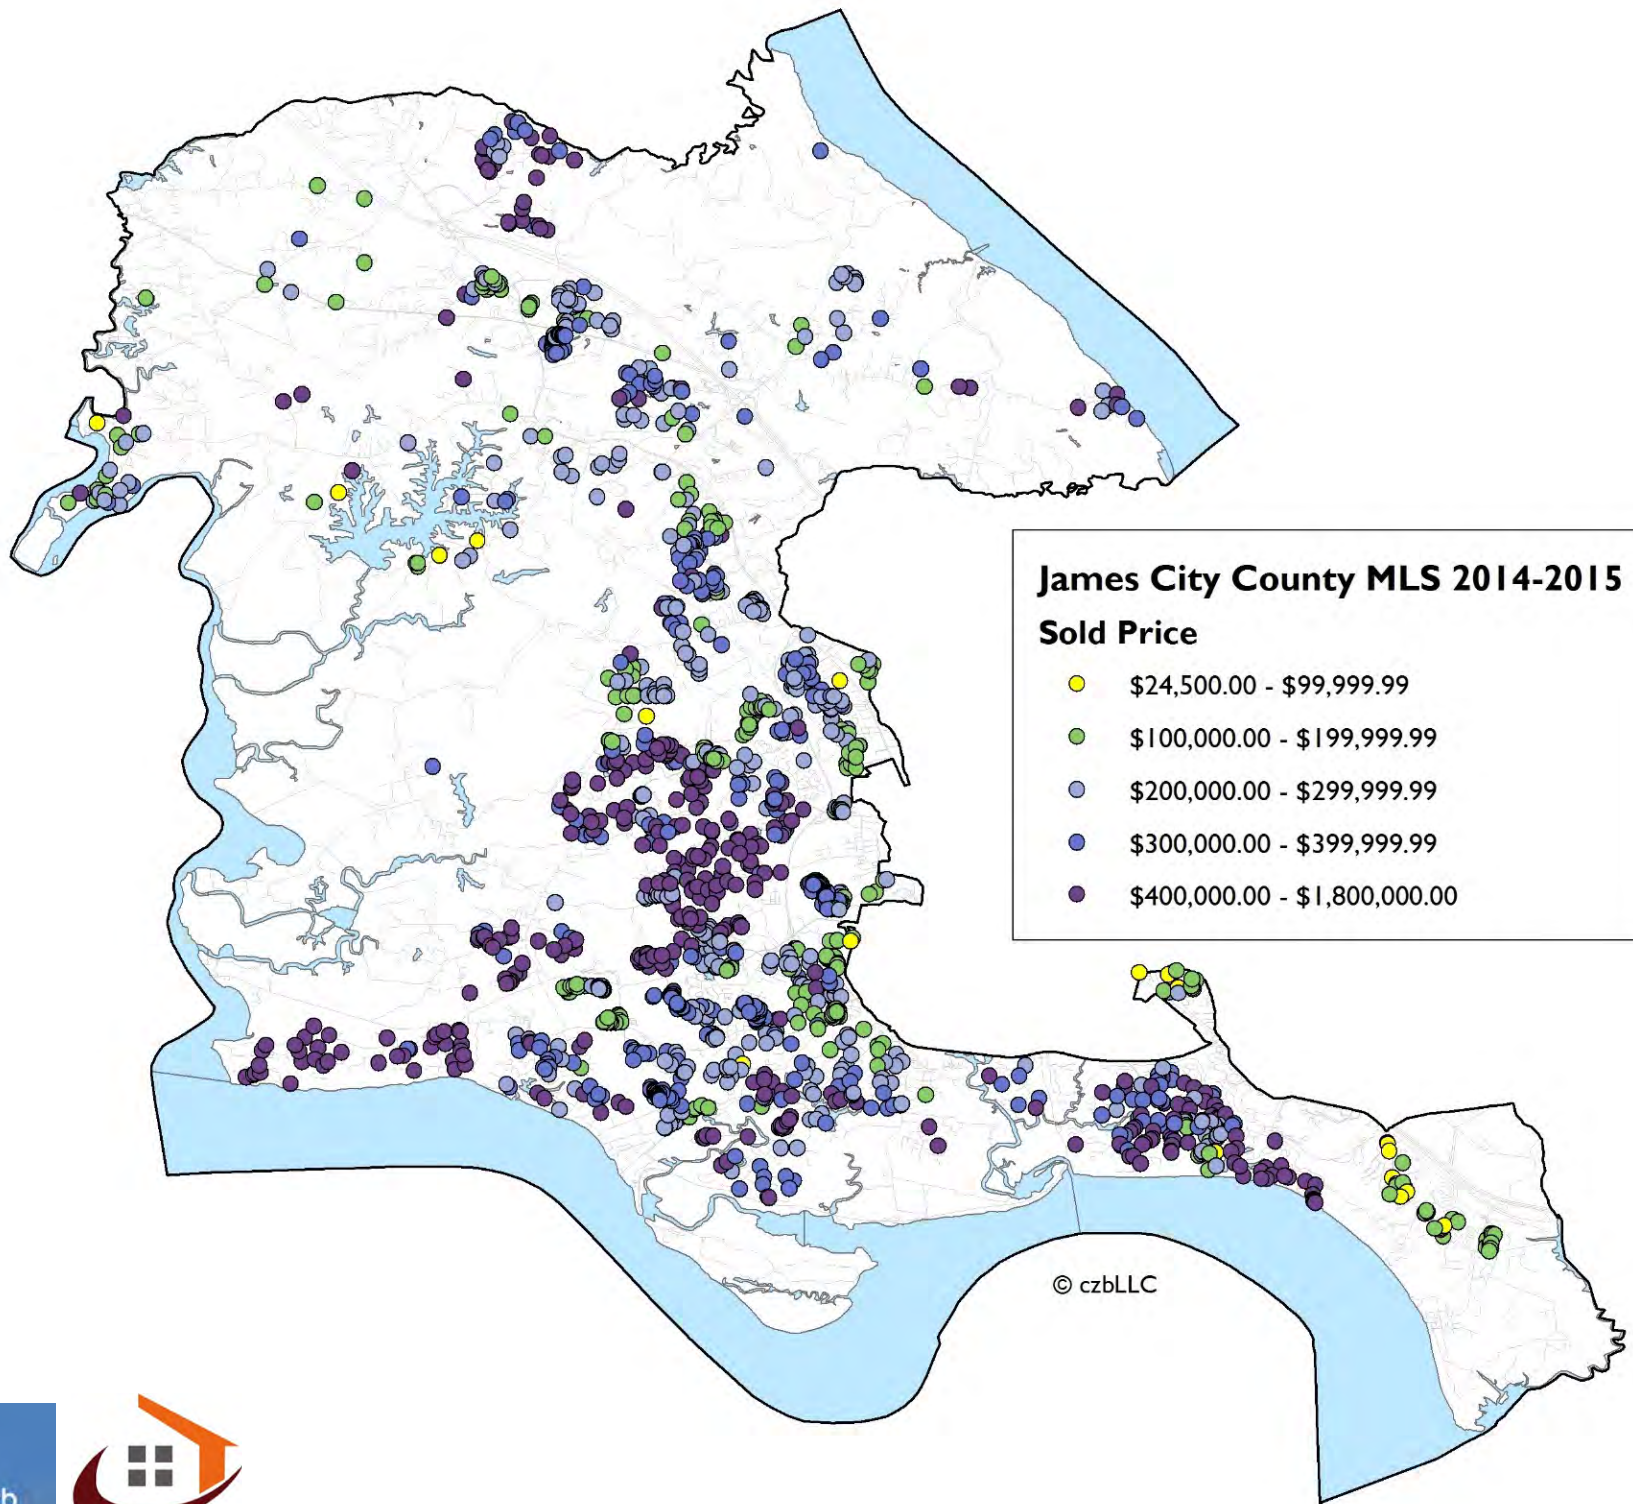 James City County MLS 2014-2015
Sold Price
$24,500.00 - $99,999.99
$100,000.00 - $199,999.99
$200,000.00 - $299,999.99
$300,000.00 - $399,999.99
$400,000.00 - $1,800,000.00
© czbLLC
b